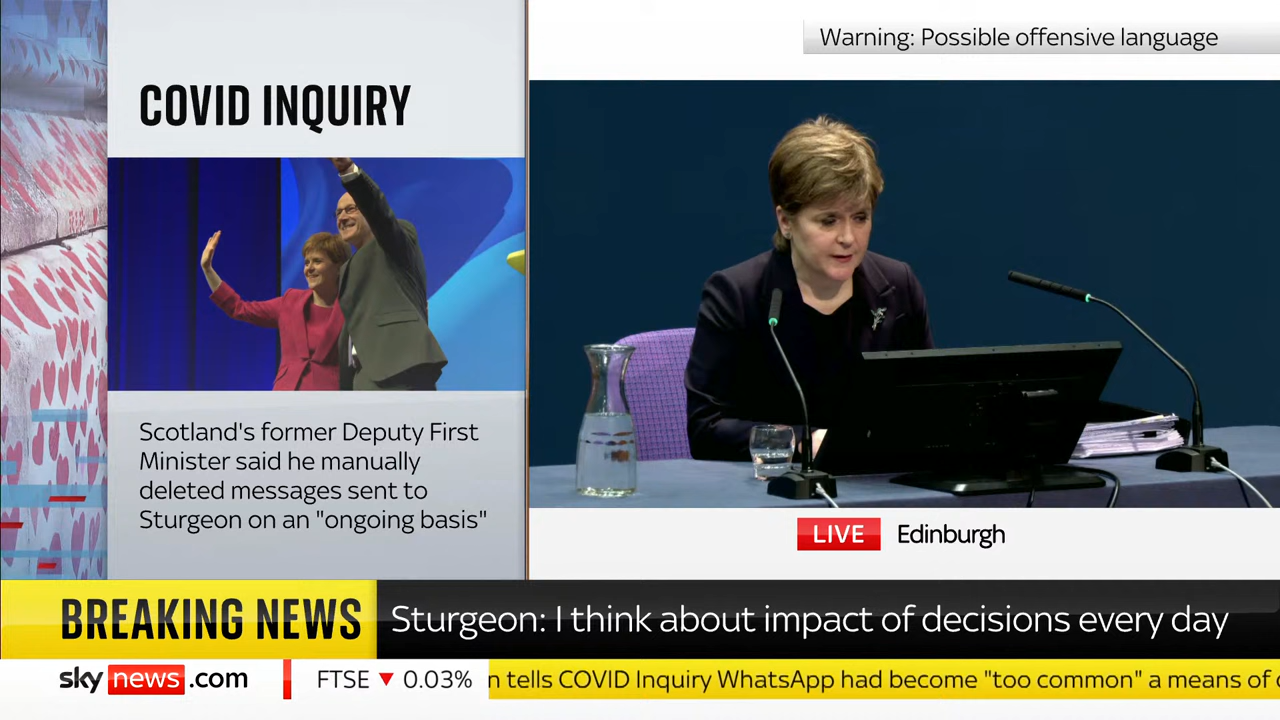 Warning: Possible offensive language
COVID INQUIRY
Scotland's former Deputy First
Minister said he manually
deleted messages sent to
Sturgeon on an "ongoing basis"
LIVE Edinburgh
BREAKING NEWS
Sturgeon: I think about impact of decisions every day
sky news.com
FTSE ▼ 0.03%
n tells COVID Inquiry WhatsApp had become "too common" a means of